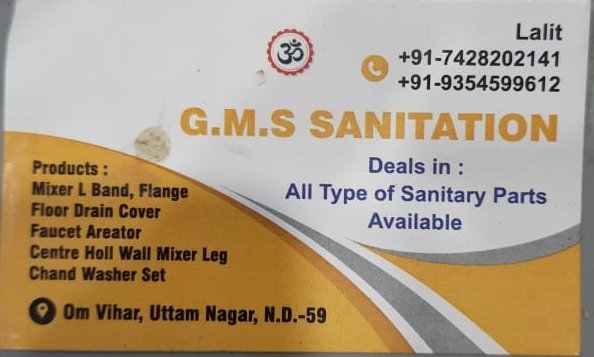 ॐ
Lalit
+91-7428202141
+91-9354599612
G.M.S SANITATION
Deals in :
All Type of Sanitary Parts
Available
Products :
Mixer L Band, Flange
Floor Drain Cover
Faucet Areator
Centre Holl Wall Mixer Leg
Chand Washer Set
Om Vihar, Uttam Nagar, N.D.-59